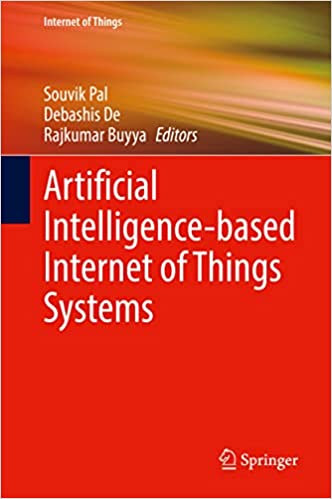 Internet of Things
Souvik Pal
Debashis De
Rajkumar Buyya Editors
Artificial
Intelligence-based
Internet of Things
Systems
Springer